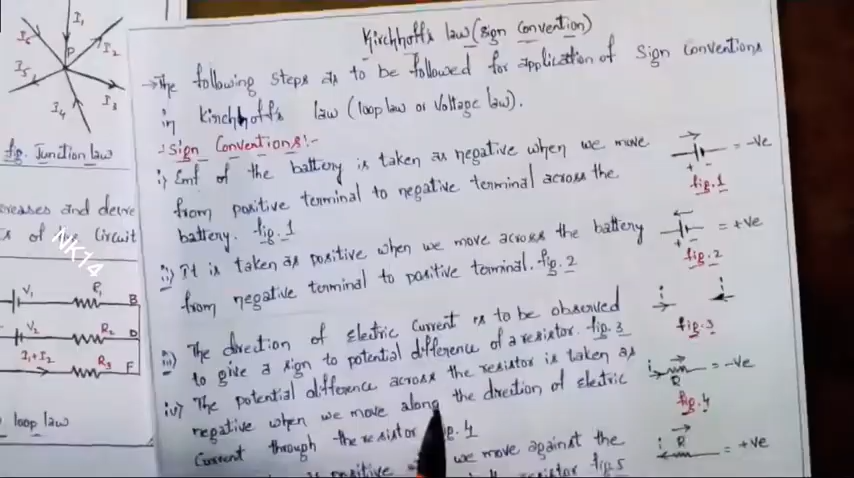 I₁
I₂
I₆
P
I₅
I₄
I₃
fig. Junction law
creases and decre
s of circuit
NK14
V₁ R₁ B
V₂ R₂ D
I₁+I₂ R₃ F
loop law
Kirchhoff's law (sign convention)
→The following steps as to be followed for application of sign conventions
in kirchhoff's law (loop law or voltage law).
:Sign Conventions:-
i) Emf of the battery is taken as negative when we move
from positive terminal to negative terminal across the
battery. fig.1
ii) It is taken as positive when we move across the battery
from negative terminal to positive terminal. fig.2
iii) The direction of electric current is to be observed
to give a sign to potential difference of a resistor. fig.3
iv) The potential difference across the resistor is taken as
negative when we move along the direction of electric
current through the resistor fig.4
is positive we move against the
resistor fig5
+ - = -ve
fig.1
+ - = +ve
fig.2
i i
fig.3
i R = -ve
fig.4
i R = +ve